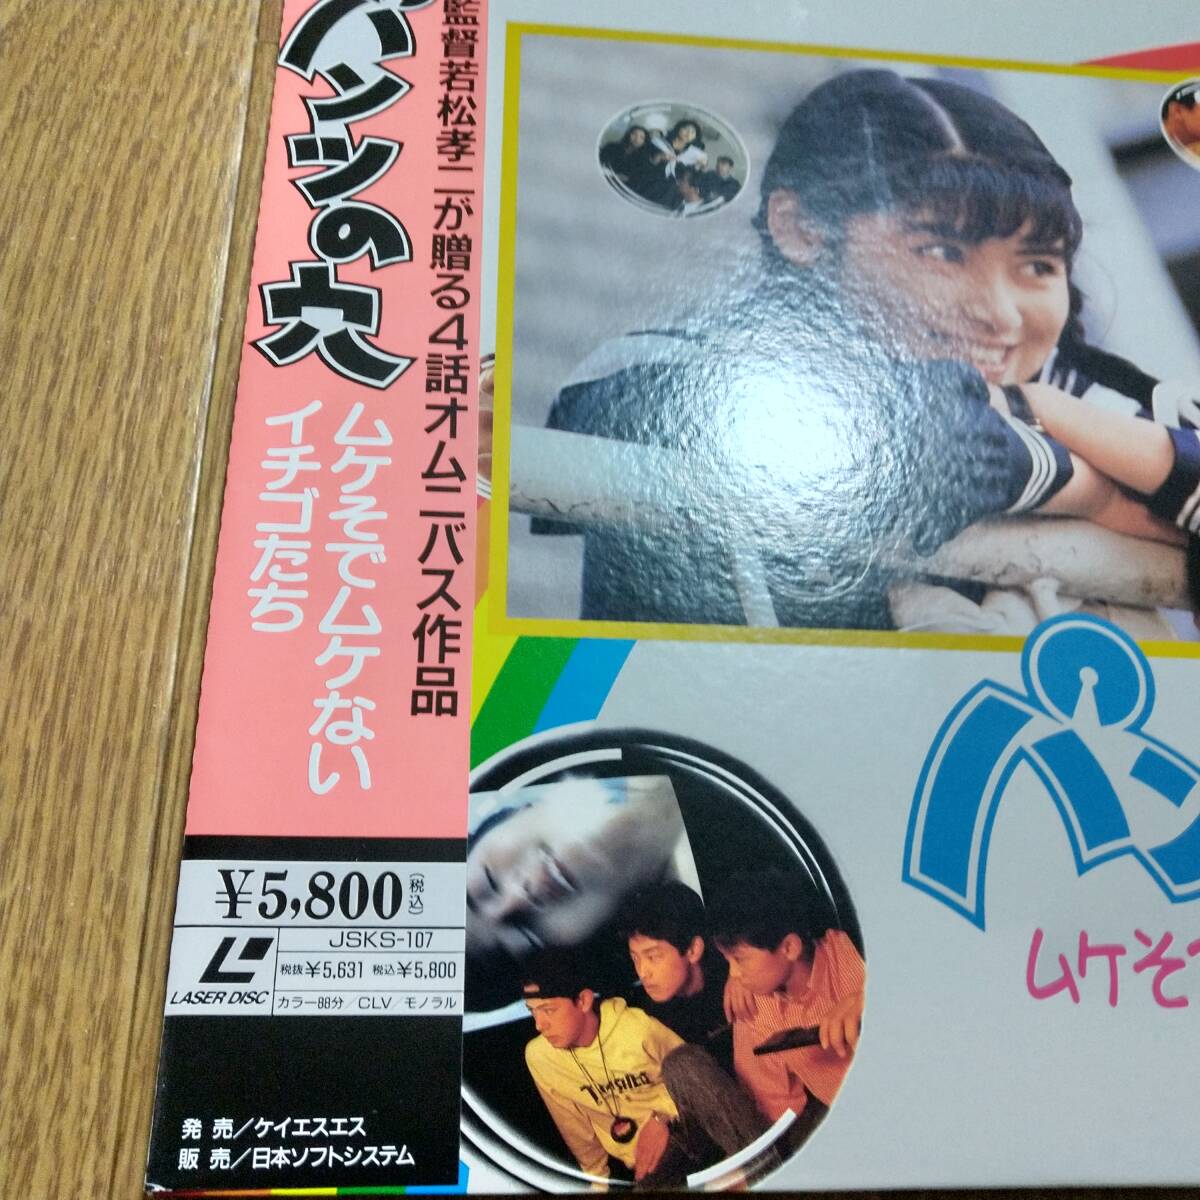 パンツの穴
ムケそでムケない
イチゴたち
監督若松孝二が贈る4話オムニバス作品
¥5,800(税込)
JSKS-107
税抜¥5,631 税込¥5,800
カラー88分/CLV/モノラル
LASER DISC
発売/ケイエスエス
販売/日本ソフトシステム
パン
ムケそ